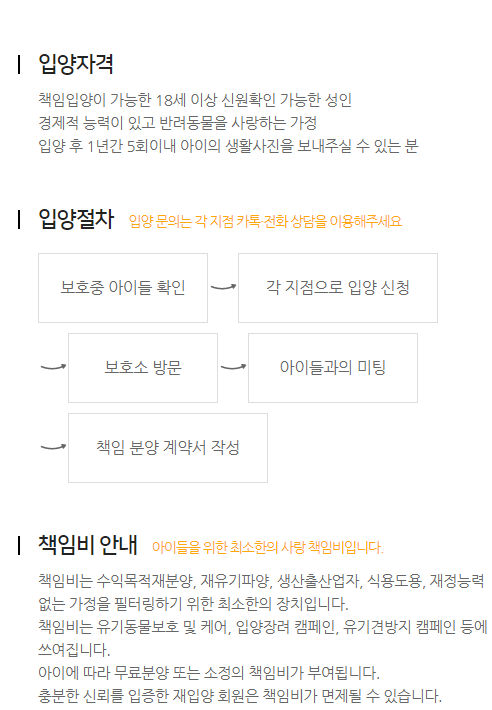 입양자격
책임입양이 가능한 18세 이상 신원확인 가능한 성인
경제적 능력이 있고 반려동물을 사랑하는 가정
입양 후 1년간 5회이내 아이의 생활사진을 보내주실 수 있는 분
입양절차 입양 문의는 각 지점 카톡·전화 상담을 이용해주세요
보호중 아이들 확인 각 지점으로 입양 신청
보호소 방문 아이들과의 미팅
책임 분양 계약서 작성
책임비 안내 아이들을 위한 최소한의 사랑 책임비입니다.
책임비는 수익목적재분양, 재유기파양, 생산출산업자, 식용도용, 재정능력
없는 가정을 필터링하기 위한 최소한의 장치입니다.
책임비는 유기동물보호 및 케어, 입양장려 캠페인, 유기견방지 캠페인 등에
쓰여집니다.
아이에 따라 무료분양 또는 소정의 책임비가 부여됩니다.
충분한 신뢰를 입증한 재입양 회원은 책임비가 면제될 수 있습니다.